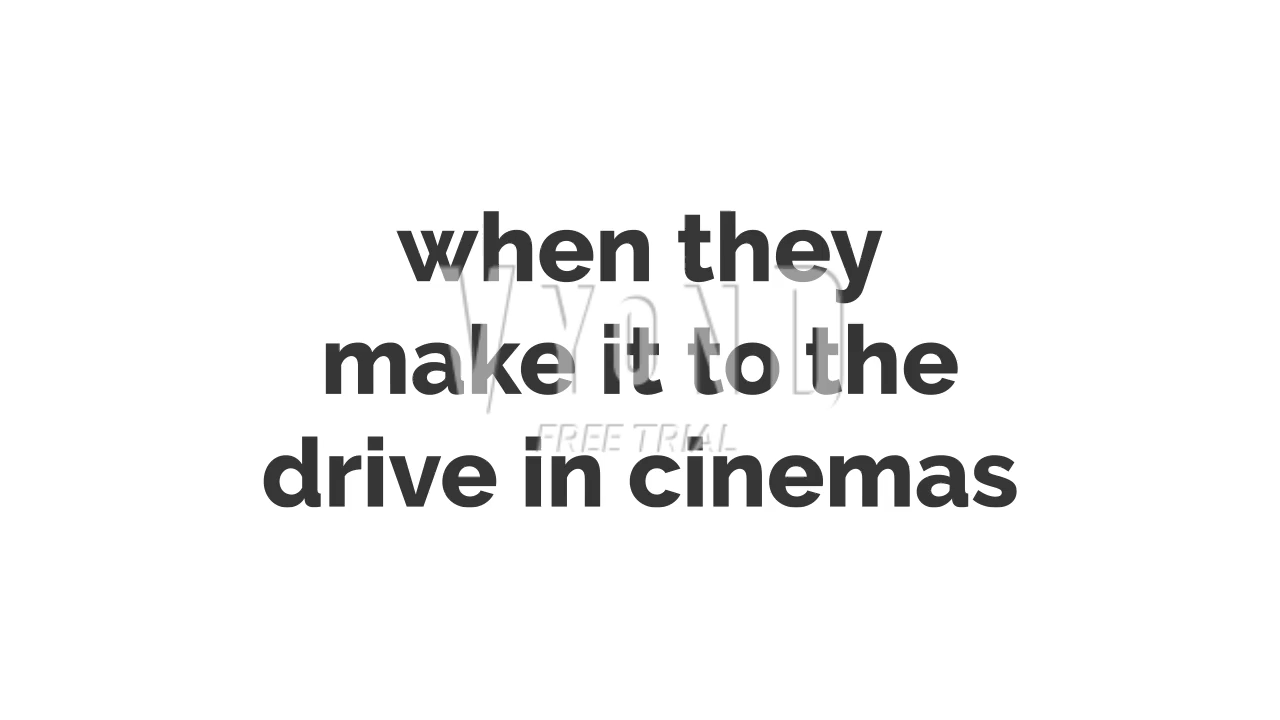 when they
make it to the
drive in cinemas
VYOND
FREE TRIAL